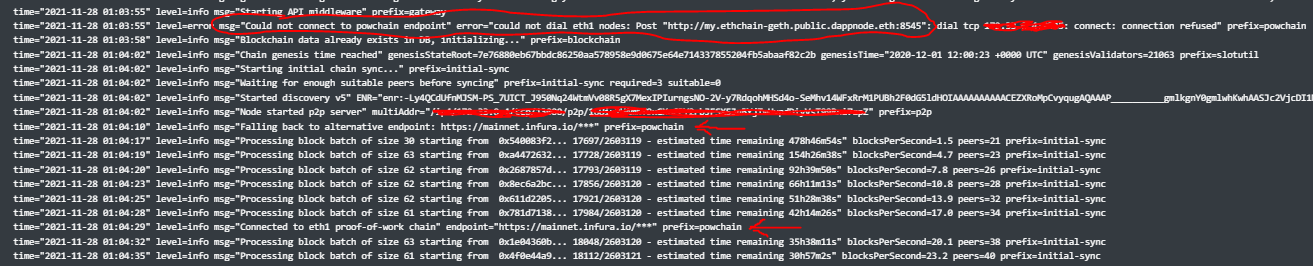 time="2021-11-28 01:03:55" level=info msg="Starting API middleware" prefix=gateway
time="2021-11-28 01:03:55" level=error msg="Could not connect to powchain endpoint" error="could not dial eth1 nodes: Post "http://my.ethchain-geth.public.dappnode.eth:8545": dial tcp connect: connection refused" prefix=powchain
time="2021-11-28 01:03:58" level=info msg="Blockchain data already exists in DB, initializing..." prefix=blockchain
time="2021-11-28 01:04:02" level=info msg="Chain genesis time reached" genesisStateRoot=7e76880eb67bbdc86250aa578958e9d0675e64e714337855204fb5abaaf82c2b genesisTime="2020-12-01 12:00:23 +0000 UTC" genesisValidators=21063 prefix=slotutil
time="2021-11-28 01:04:02" level=info msg="Starting initial chain sync..." prefix=initial-sync
time="2021-11-28 01:04:02" level=info msg="Waiting for enough suitable peers before syncing" prefix=initial-sync required=3 suitable=0
time="2021-11-28 01:04:02" level=info msg="Started discovery v5"
time="2021-11-28 01:04:02" level=info msg="Node started p2p server" prefix=p2p
time="2021-11-28 01:04:10" level=info msg="Falling back to alternative endpoint: https://mainnet.infura.io/***" prefix=powchain
time="2021-11-28 01:04:17" level=info msg="Processing block batch of size 30 starting from 0x540083f2... 17697/2603119 - estimated time remaining 478h46m54s" blocksPerSecond=1.5 peers=21 prefix=initial-sync
time="2021-11-28 01:04:19" level=info msg="Processing block batch of size 63 starting from 0xa4472632... 17728/2603119 - estimated time remaining 154h26m38s" blocksPerSecond=4.7 peers=23 prefix=initial-sync
time="2021-11-28 01:04:20" level=info msg="Processing block batch of size 62 starting from 0x2687857d... 17793/2603119 - estimated time remaining 92h39m50s" blocksPerSecond=7.8 peers=26 prefix=initial-sync
time="2021-11-28 01:04:23" level=info msg="Processing block batch of size 62 starting from 0x8ec6a2bc... 17856/2603120 - estimated time remaining 66h11m13s" blocksPerSecond=10.8 peers=28 prefix=initial-sync
time="2021-11-28 01:04:25" level=info msg="Processing block batch of size 62 starting from 0x611d2205... 17921/2603120 - estimated time remaining 51h28m38s" blocksPerSecond=13.9 peers=32 prefix=initial-sync
time="2021-11-28 01:04:28" level=info msg="Processing block batch of size 61 starting from 0x781d7138... 17984/2603120 - estimated time remaining 42h14m26s" blocksPerSecond=17.0 peers=34 prefix=initial-sync
time="2021-11-28 01:04:29" level=info msg="Connected to eth1 proof-of-work chain" endpoint="https://mainnet.infura.io/***" prefix=powchain
time="2021-11-28 01:04:32" level=info msg="Processing block batch of size 63 starting from 0x1e04360b... 18048/2603120 - estimated time remaining 35h38m11s" blocksPerSecond=20.1 peers=38 prefix=initial-sync
time="2021-11-28 01:04:35" level=info msg="Processing block batch of size 61 starting from 0x4f0e44a9... 18112/2603121 - estimated time remaining 30h57m2s" blocksPerSecond=23.2 peers=40 prefix=initial-sync